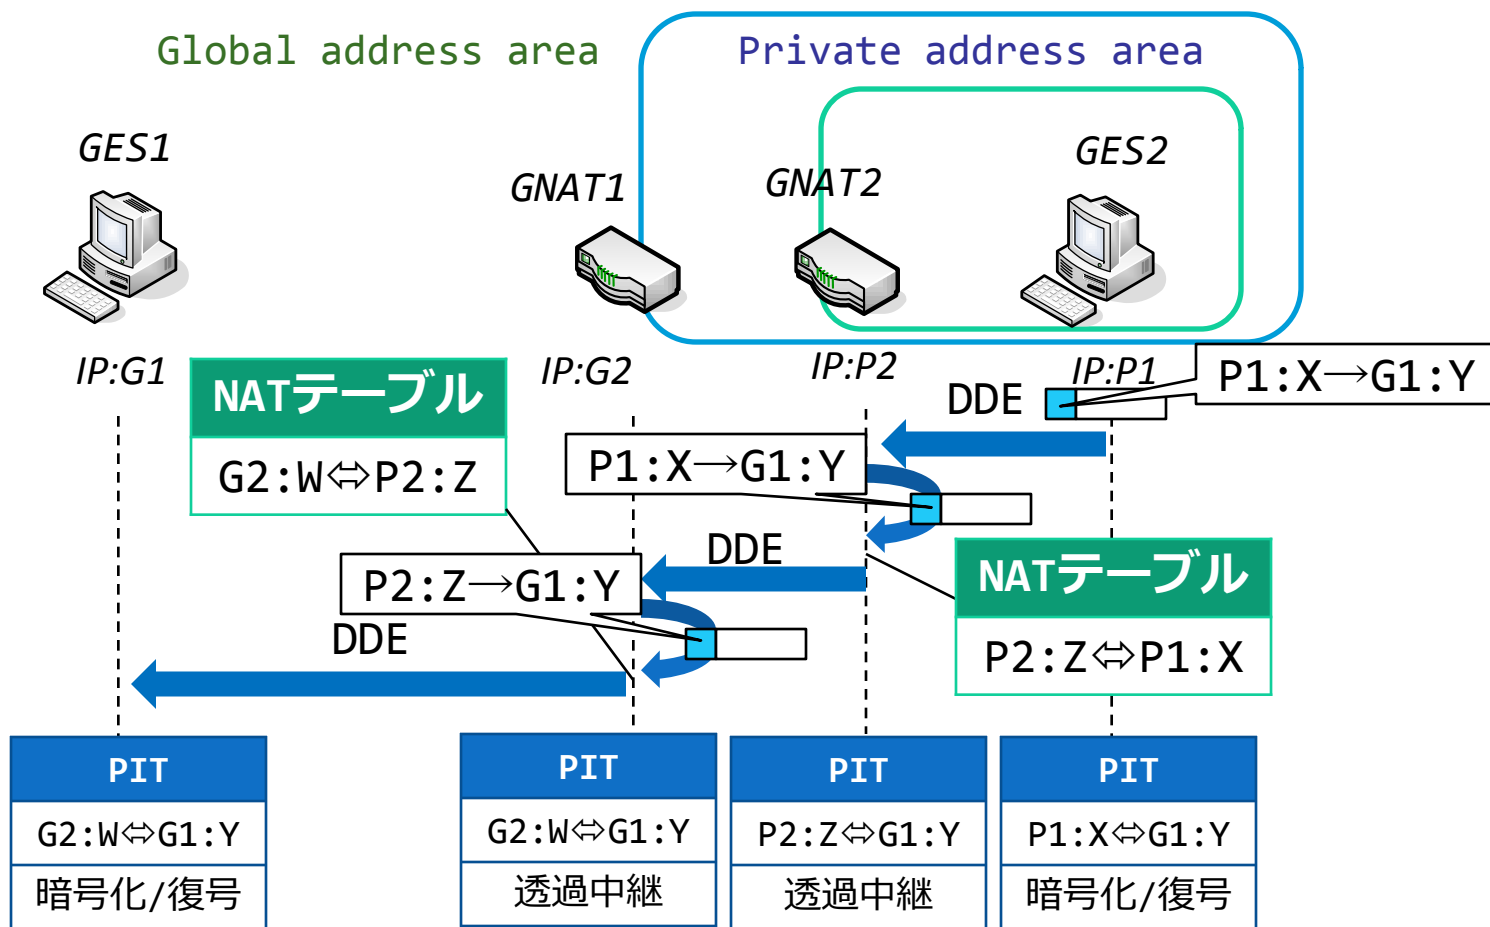 Global address area
Private address area
GES1
GNAT1
GNAT2
GES2
IP:G1
IP:G2
IP:P2
IP:P1
P1:X→G1:Y
DDE
NATテーブル
G2:W⇔P2:Z
P1:X→G1:Y
DDE
P2:Z→G1:Y
NATテーブル
P2:Z⇔P1:X
DDE
PIT
G2:W⇔G1:Y
暗号化/復号
PIT
G2:W⇔G1:Y
透過中継
PIT
P2:Z⇔G1:Y
透過中継
PIT
P1:X⇔G1:Y
暗号化/復号